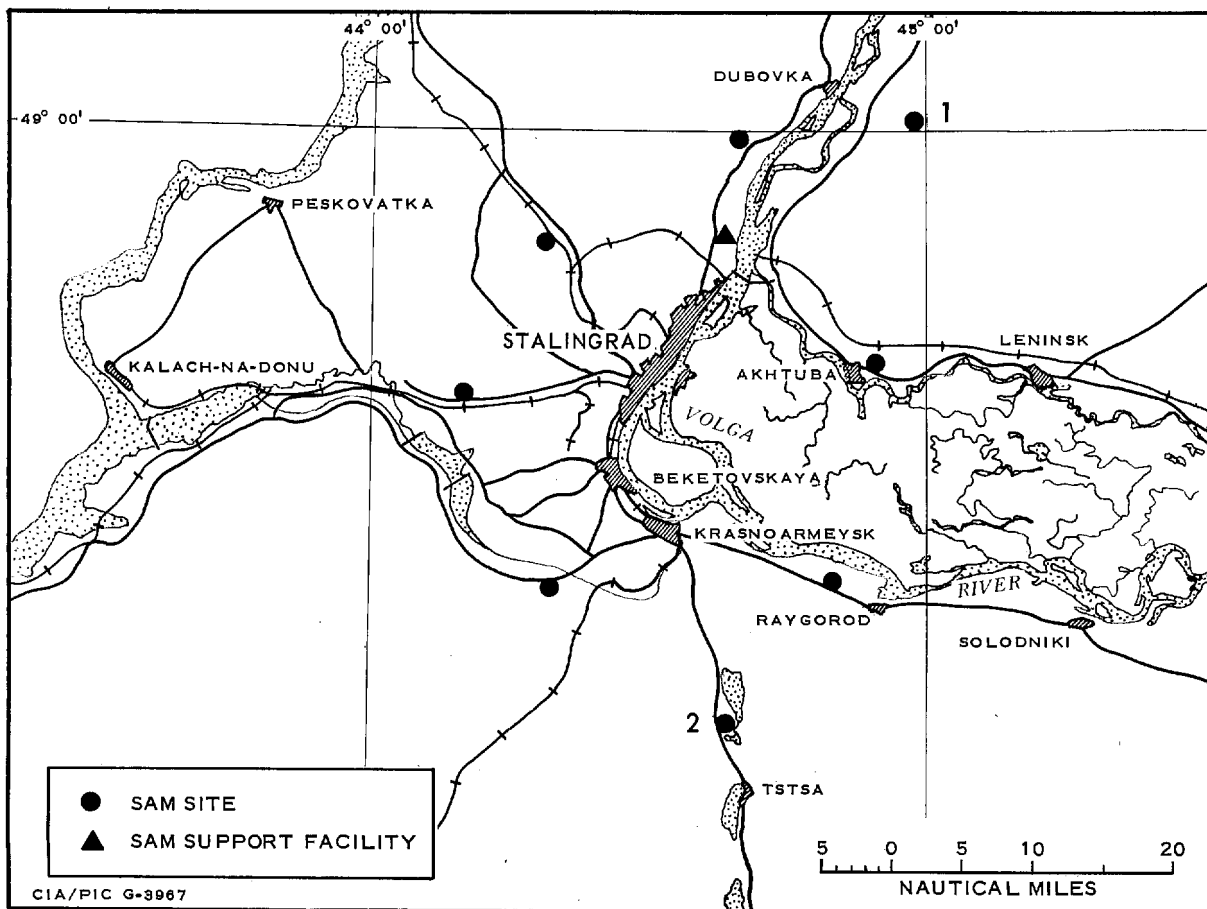 44° 00'
45° 00'
DUBOVKA
49° 00'
1
PESKOVATKA
STALINGRAD
LENINSK
KALACH-NA-DONU
AKHTUBA
VOLGA
BEKETOVSKAYA
KRASNOARMEYSK
RIVER
RAYGOROD
SOLODNIKI
2
TSTSA
SAM SITE
SAM SUPPORT FACILITY
5 0 5 10 20
NAUTICAL MILES
CIA/PIC G-3967